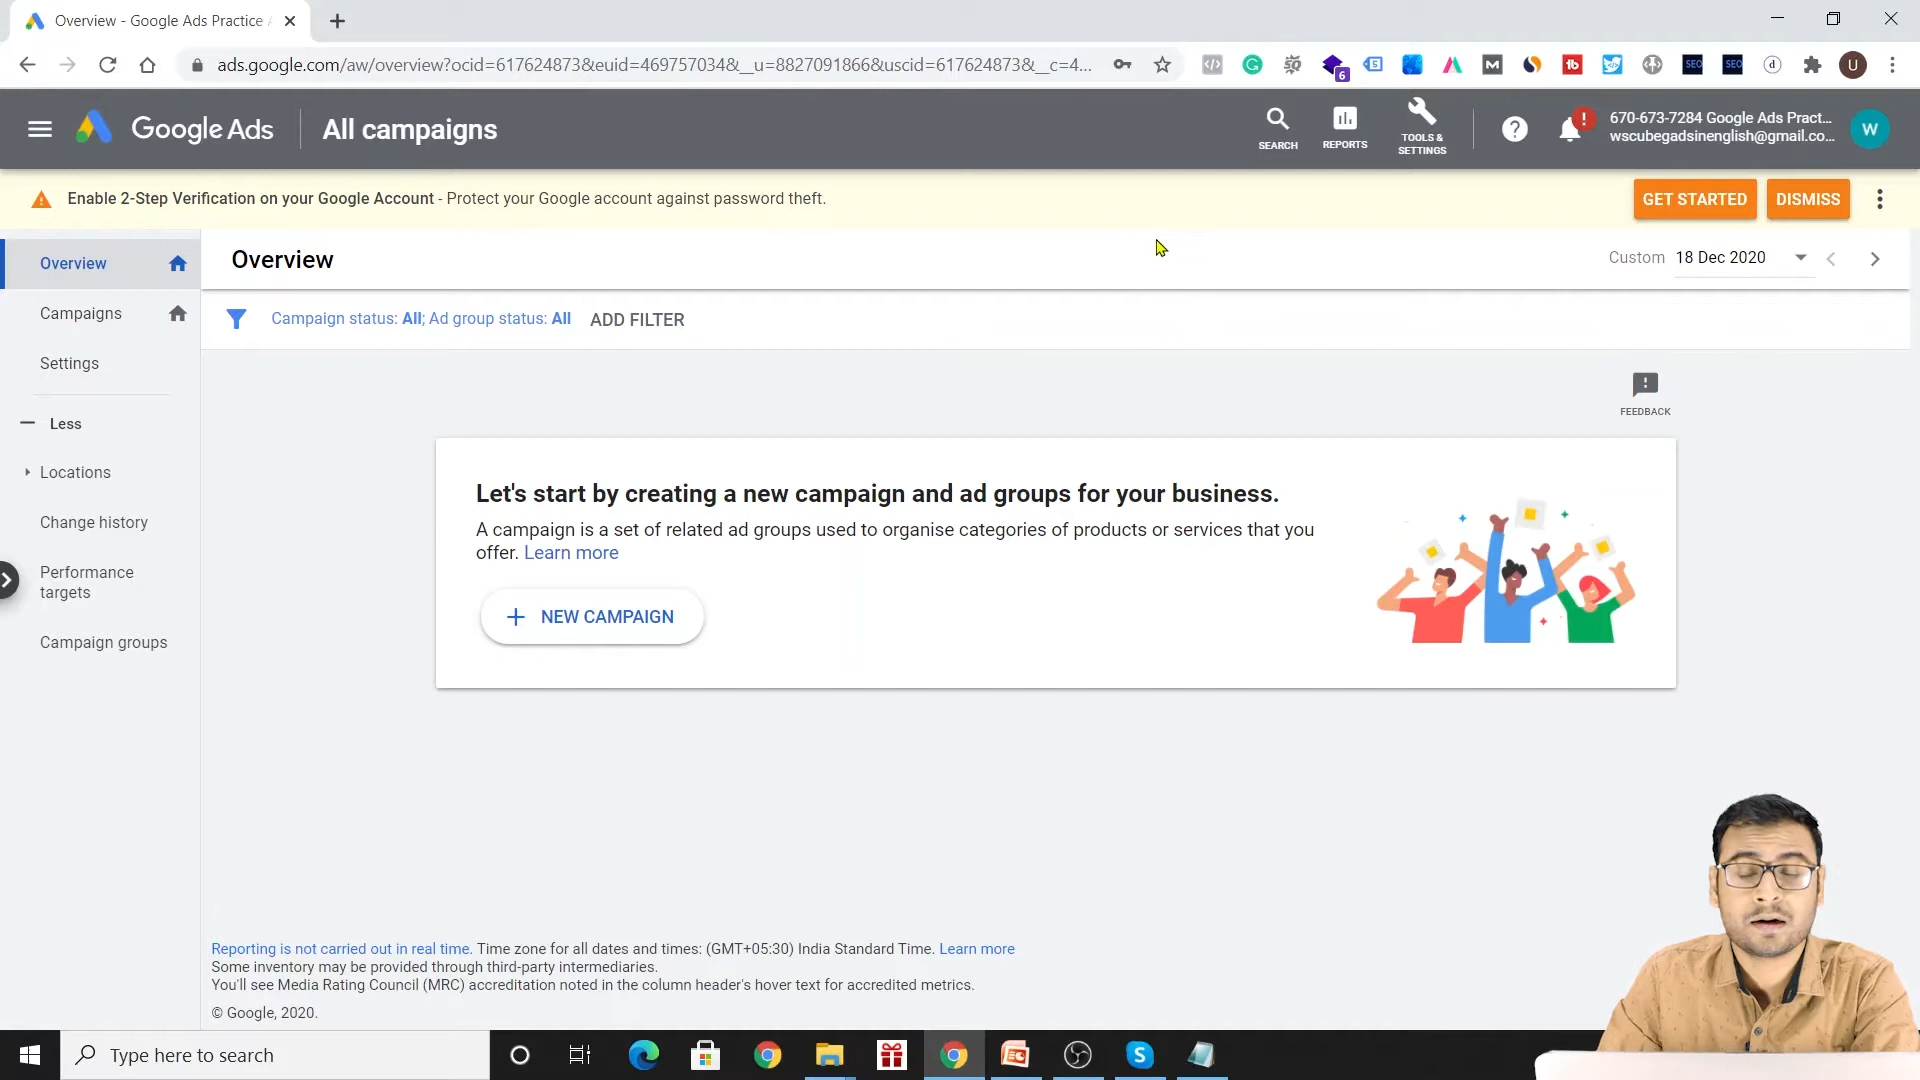 Overview - Google Ads Practice
ads.google.com/aw/overview?ocid=617624873&euid=469757034&__u=8827091866&uscid=617624873&__c=4...
Google Ads
All campaigns
SEARCH
REPORTS
TOOLS &
SETTINGS
670-673-7284 Google Ads Pract...
wscubegadsinenglish@gmail.co...
W
U
6
Enable 2-Step Verification on your Google Account - Protect your Google account against password theft.
GET STARTED
DISMISS
Overview
Campaigns
Settings
Less
Locations
Change history
Performance
targets
Campaign groups
Overview
Custom 18 Dec 2020
Campaign status: All; Ad group status: All ADD FILTER
FEEDBACK
Let's start by creating a new campaign and ad groups for your business.
A campaign is a set of related ad groups used to organise categories of products or services that you
offer. Learn more
NEW CAMPAIGN
Reporting is not carried out in real time. Time zone for all dates and times: (GMT+05:30) India Standard Time. Learn more
Some inventory may be provided through third-party intermediaries.
You'll see Media Rating Council (MRC) accreditation noted in the column header's hover text for accredited metrics.
© Google, 2020.
Type here to search